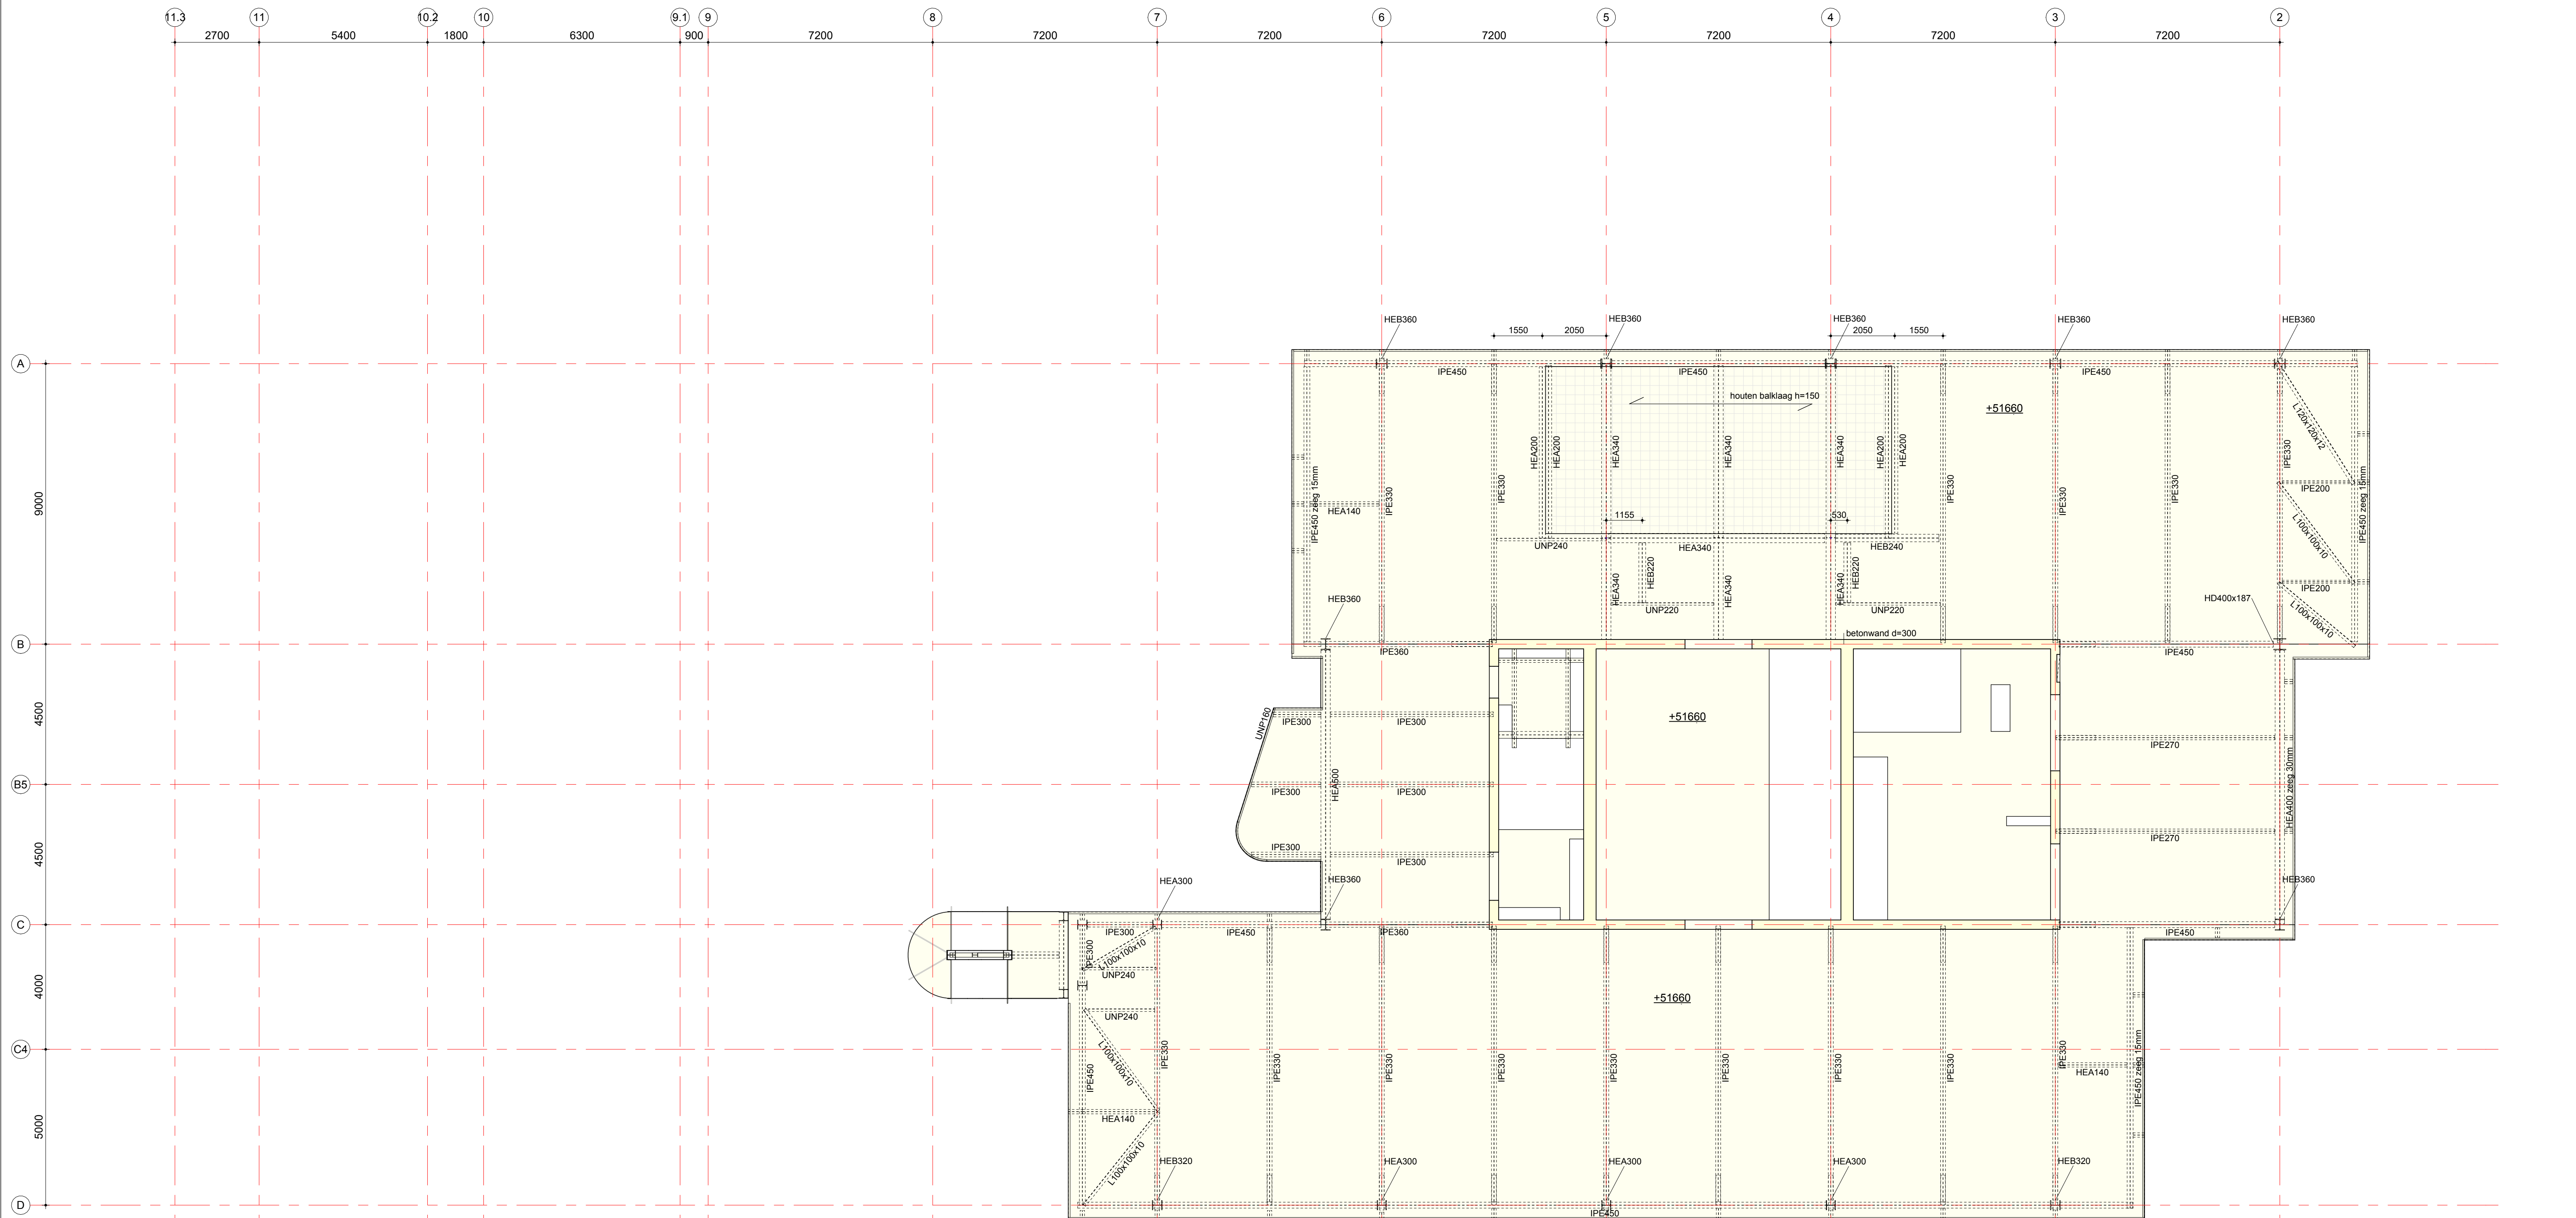 11.3 11 10.2 10 9.1 9 8 7 6 5 4 3 2
2700 5400 1800 6300 900 7200 7200 7200 7200 7200 7200 7200
HEB360 HEB360 HEB360 HEB360 HEB360
1550 2050 2050 1550
A
IPE450 IPE450 IPE450
houten balklaag h=150
+51660
L120x120x12
HEA200 HEA200 HEA340 HEA340 HEA340 HEA200 HEA200
IPE330
IPE450 zeeg 15mm
IPE330 IPE330 IPE330 IPE330 IPE330
IPE200
IPE450 zeeg 15mm
9000
HEA140
1155 530
L100x100x10
UNP240 HEA340 HEB240
HEB220 HEB220
HEA340 HEA340 HEA340
IPE200
HEB360
UNP220 UNP220
HD400x187
L100x100x10
betonwand d=300
B
IPE360 IPE450
4500
UNP160
IPE300 IPE300
+51660
IPE270
B5
HEA500
IPE300 IPE300
HEA400 zeeg 30mm
IPE270
4500
IPE300 IPE300
HEA300 HEB360 HEB360
C
IPE300 IPE450 IPE360 IPE450
IPE300
L100x100x10
UNP240
4000
+51660
UNP240
C4
L100x100x10
IPE330 IPE330 IPE330 IPE330 IPE330 IPE330 IPE330 IPE330 IPE330
IPE450
HEA140
IPE450 zeeg 15mm
HEA140
5000
L100x100x10
HEB320 HEA300 HEA300 HEA300 HEB320
D
IPE450